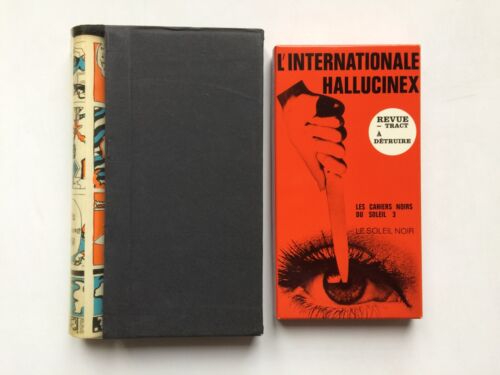 L'INTERNATIONALE
HALLUCINEX
REVUE
~ TRACT
À
DÉTRUIRE
LES CAHIERS NOIRS
DU SOLEIL 3
LE SOLEIL NOIR